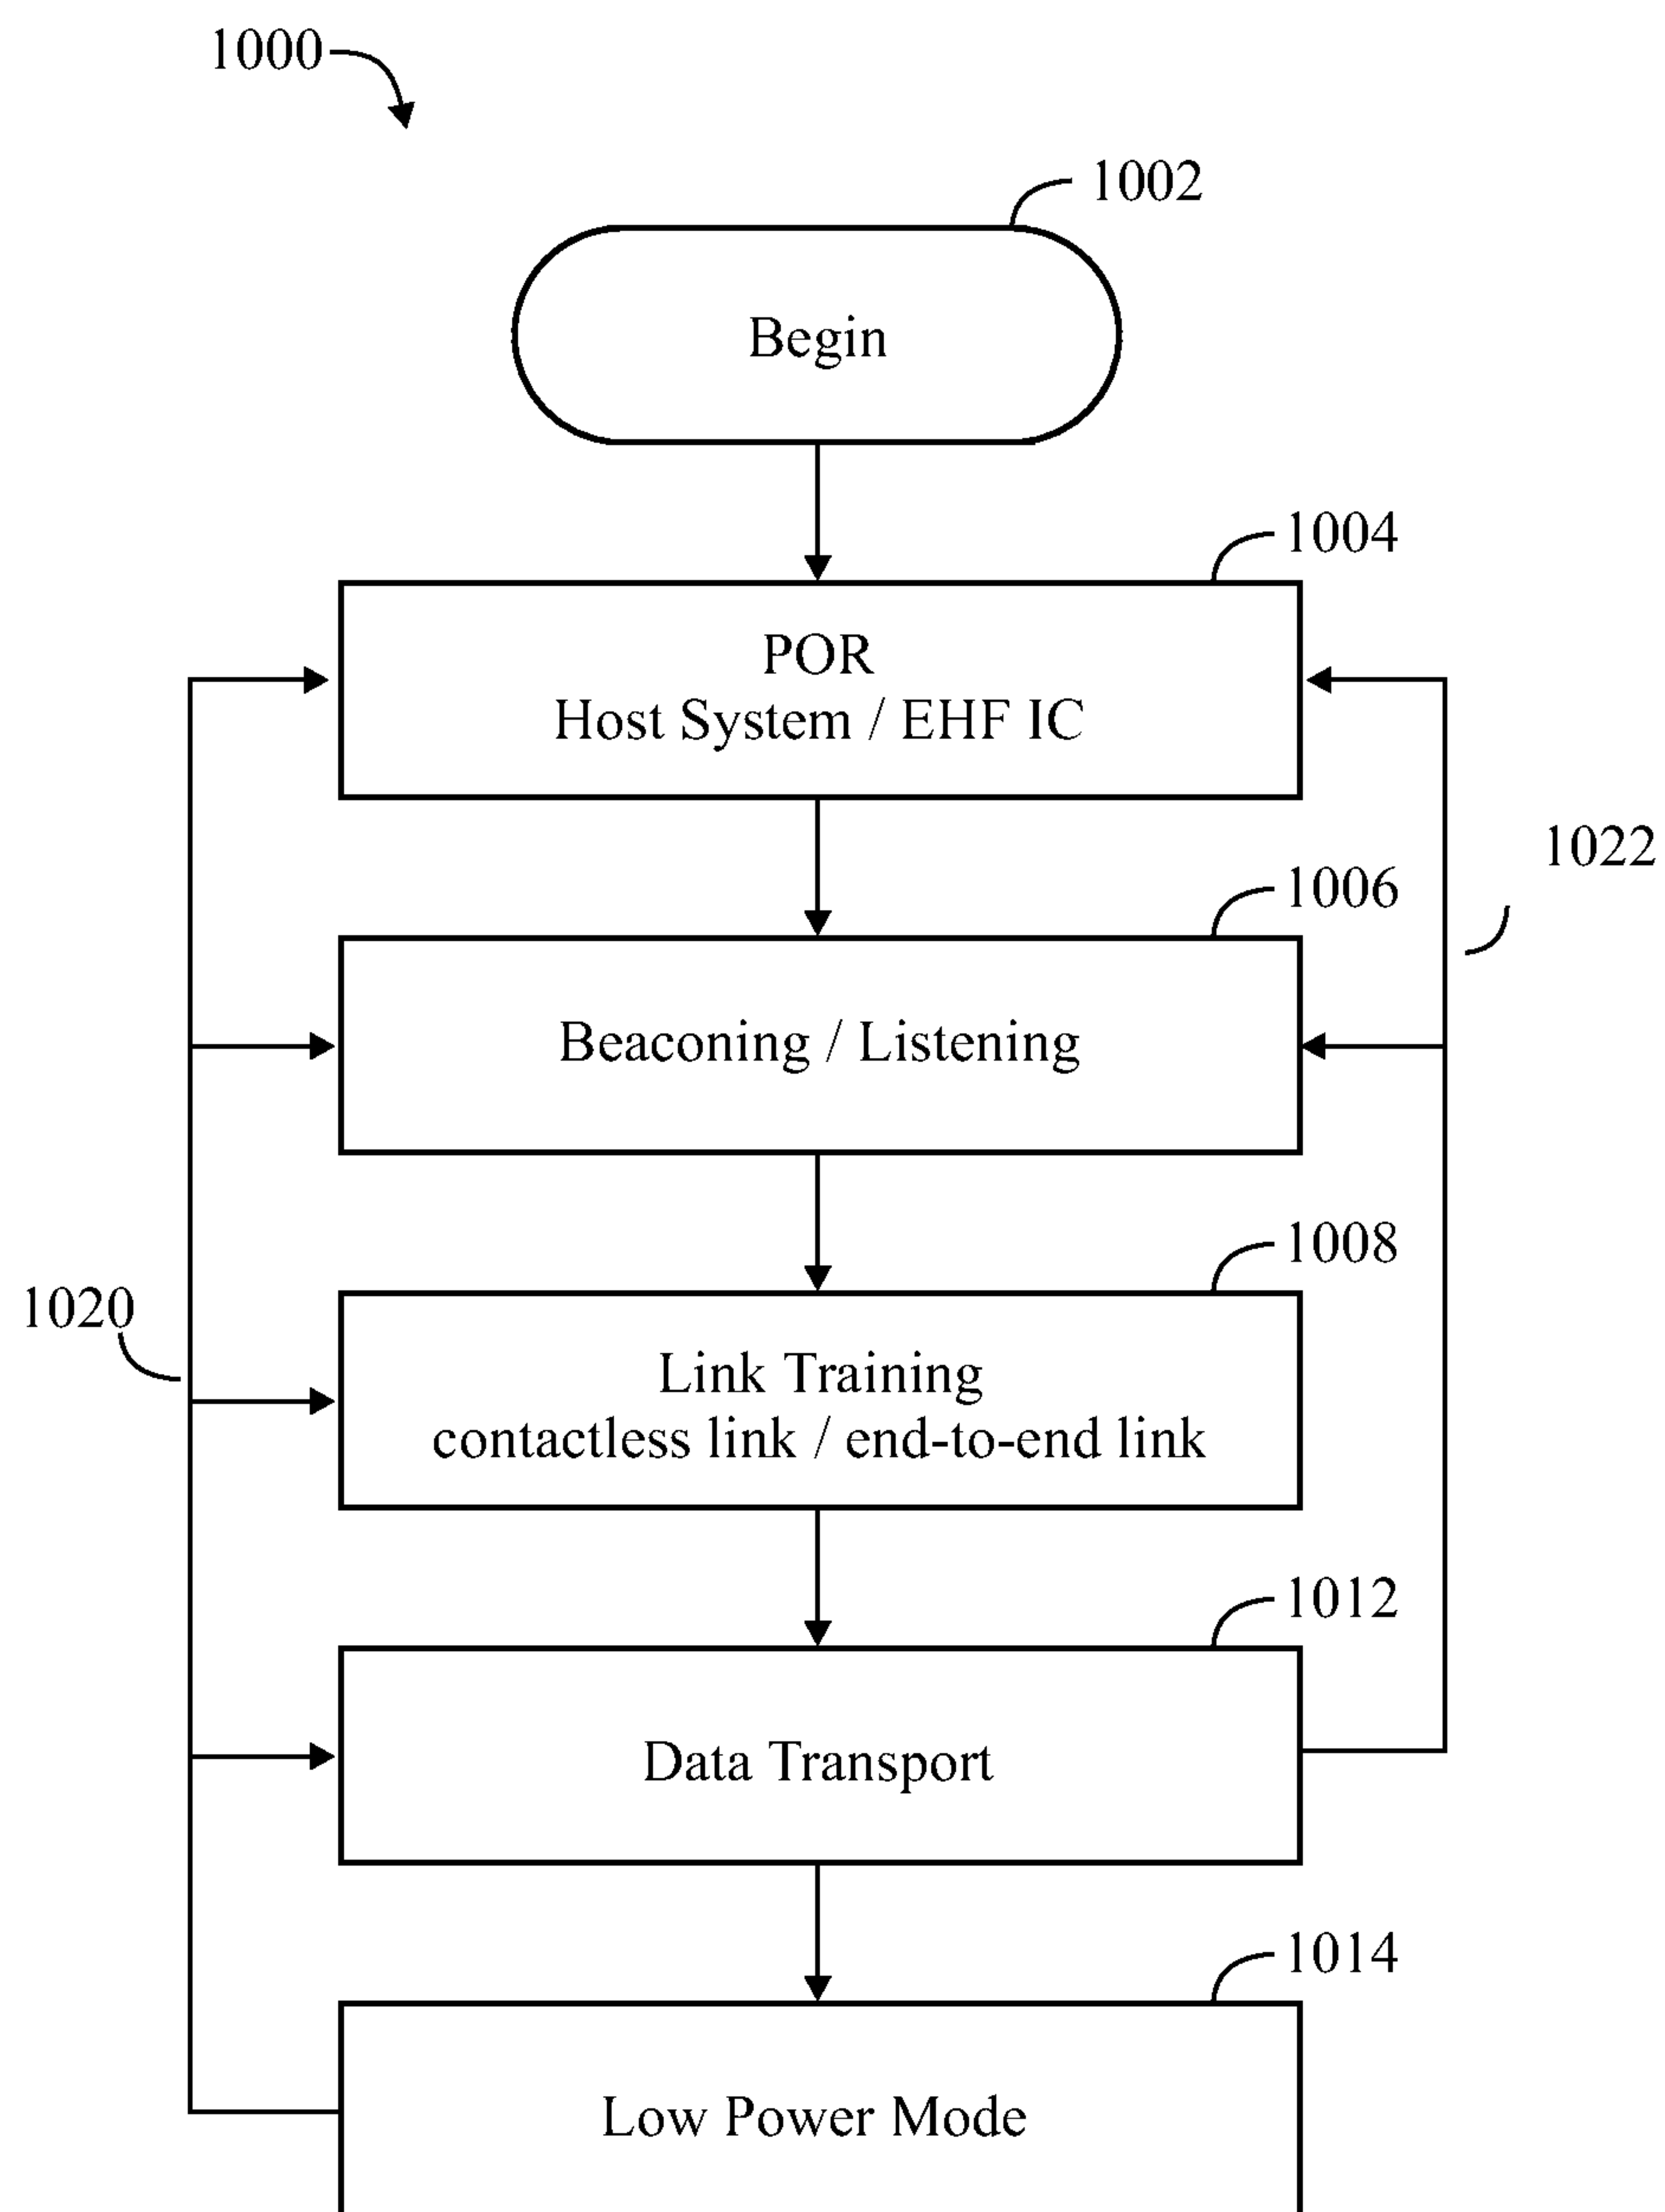 1000
1002
Begin
1004
POR
Host System / EHF IC
1022
1006
Beaconing / Listening
1008
1020
Link Training
contactless link / end-to-end link
1012
Data Transport
1014
Low Power Mode